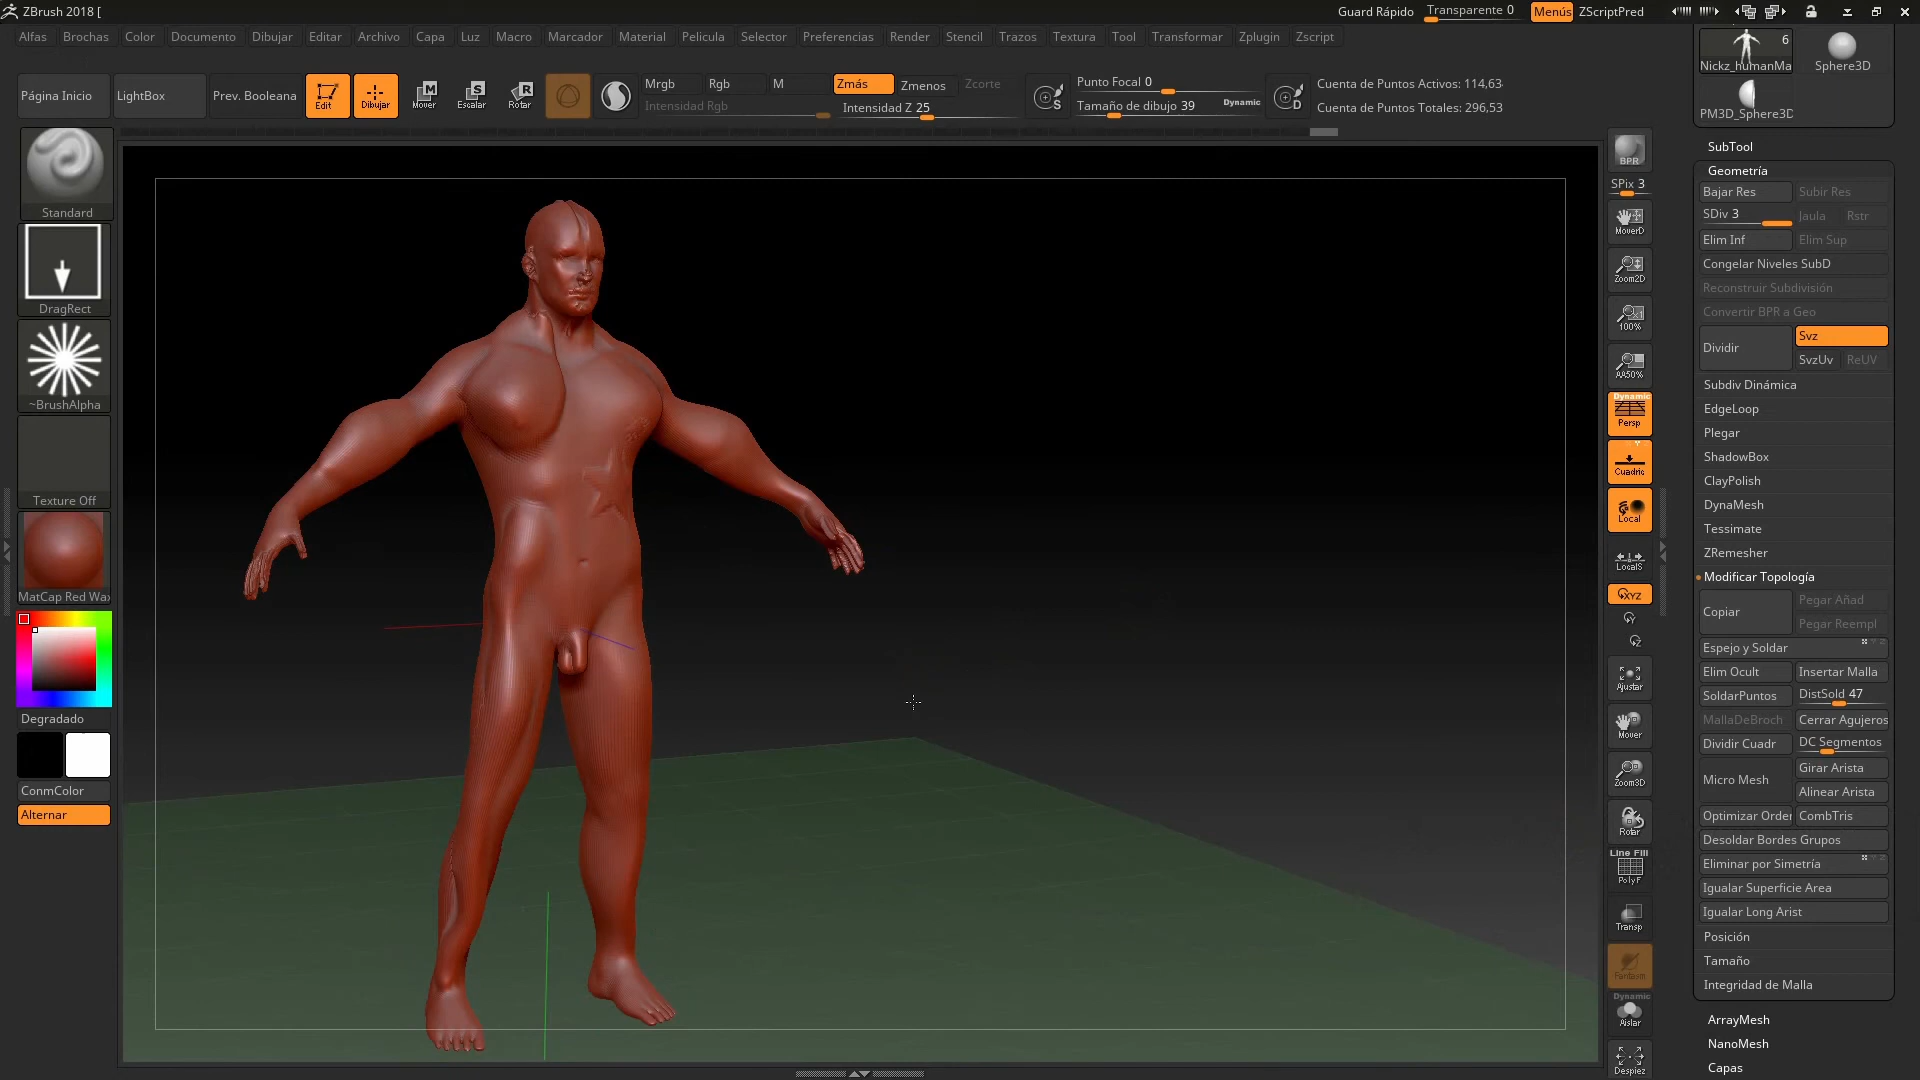 ZBrush 2018 [
Guard Rápido
Transparente 0
Menús
ZScriptPred
Alfas
Brochas
Color
Documento
Dibujar
Editar
Archivo
Capa
Luz
Macro
Marcador
Material
Pelicula
Selector
Preferencias
Render
Stencil
Trazos
Textura
Tool
Transformar
Zplugin
Zscript
Página Inicio
LightBox
Prev. Booleana
Edit
Dibujar
Mover
Escalar
Rotar
Mrgb
Rgb
M
Zmás
Zmenos
Zcorte
Intensidad Rgb
Intensidad Z 25
Punto Focal 0
Tamaño de dibujo 39
Dynamic
Cuenta de Puntos Activos: 114,63
Cuenta de Puntos Totales: 296,53
Standard
DragRect
~BrushAlpha
Texture Off
MatCap Red Wax
Degradado
ConmColor
Alternar
BPR
SPix 3
MoverD
Zoom2D
100%
AA50%
Dynamic
Persp
Cuadric
Local
LocalS
XYZ
Ajustar
Mover
Zoom3D
Rotar
Line Fill
PolyF
Transp
Fantasm
Dynamic
Aislar
Despiez
6
Nickz_humanMa
Sphere3D
PM3D_Sphere3D
SubTool
Geometría
Bajar Res
Subir Res
SDiv 3
Jaula
Rstr
Elim Inf
Elim Sup
Congelar Niveles SubD
Reconstruir Subdivisión
Convertir BPR a Geo
Dividir
Svz
SvzUv
ReUV
Subdiv Dinámica
EdgeLoop
Plegar
ShadowBox
ClayPolish
DynaMesh
Tessimate
ZRemesher
Modificar Topología
Copiar
Pegar Añad
Pegar Reempl
Espejo y Soldar
Elim Ocult
Insertar Malla
SoldarPuntos
DistSold 47
MallaDeBroch
Cerrar Agujeros
Dividir Cuadr
DC Segmentos
Micro Mesh
Girar Arista
Alinear Arista
Optimizar Order
CombTris
Desoldar Bordes Grupos
Eliminar por Simetría
Igualar Superficie Area
Igualar Long Arist
Posición
Tamaño
Integridad de Malla
ArrayMesh
NanoMesh
Capas